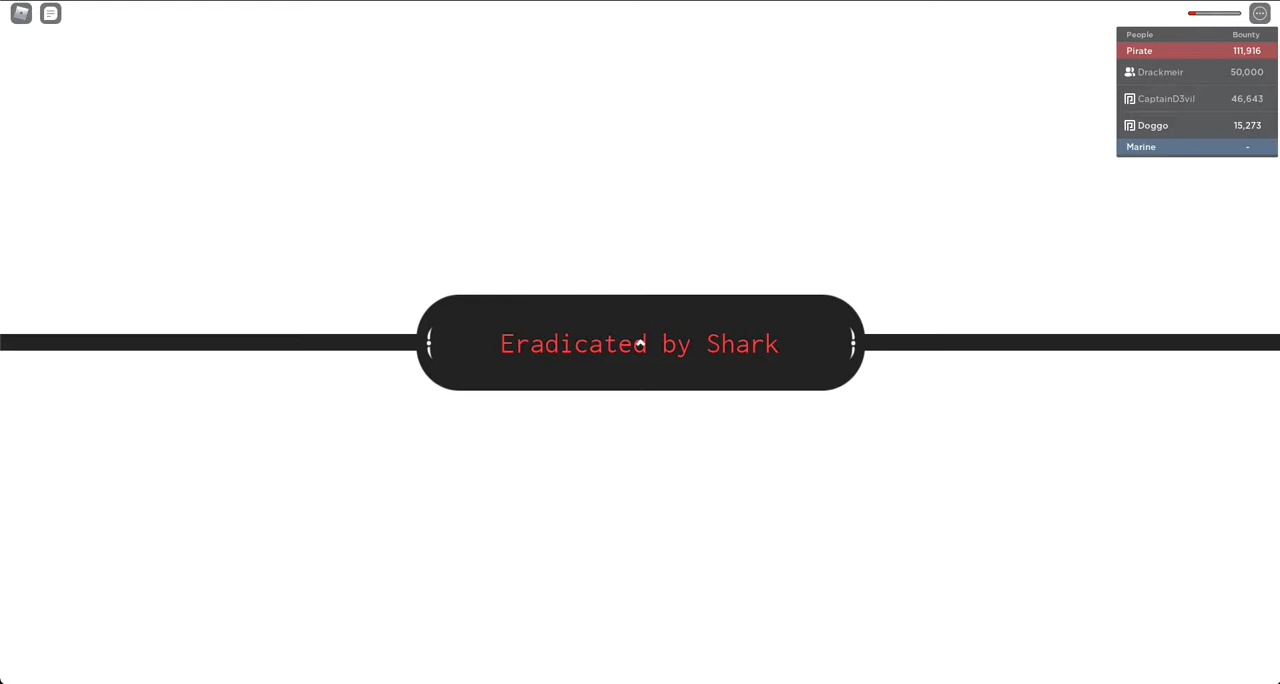 People Bounty
Pirate 111,916
Drackmeir 50,000
CaptainD3vil 46,643
Doggo 15,273
Marine -
Eradicated by Shark